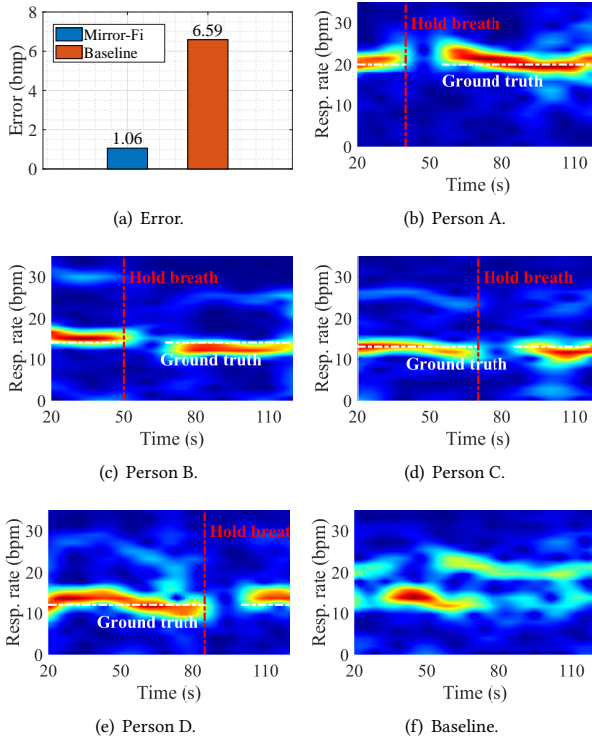 8
6
4
2
0
Error (bmp)
Mirror-Fi
Baseline
1.06
6.59
(a) Error.
30
20
10
0
Resp. rate (bpm)
Hold breath
Ground truth
20 50 80 110
Time (s)
(b) Person A.
30
20
10
0
Resp. rate (bpm)
Hold breath
Ground truth
20 50 80 110
Time (s)
(c) Person B.
30
20
10
0
Resp. rate (bpm)
Hold breath
Ground truth
20 50 80 110
Time (s)
(d) Person C.
30
20
10
0
Resp. rate (bpm)
Hold breat
Ground truth
20 50 80 110
Time (s)
(e) Person D.
30
20
10
0
Resp. rate (bpm)
20 50 80 110
Time (s)
(f) Baseline.